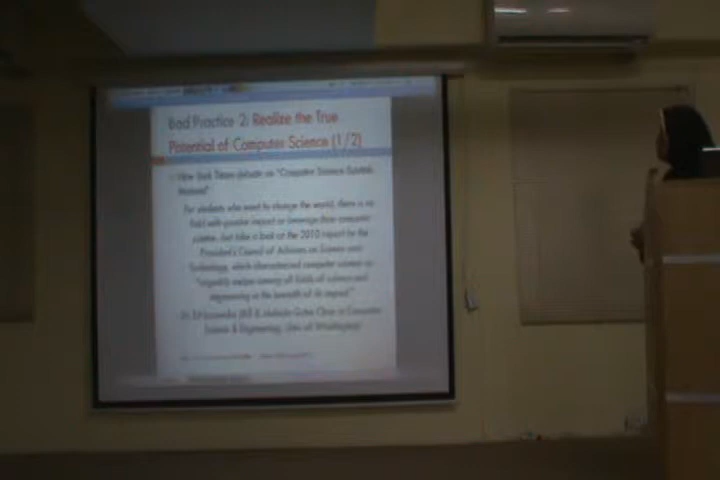 Bad Practice 2: Realize the True
Potential of Computer Science (1/2)
New York Times debate on "Computer Science
For students who want to change the world, there is no
field with greater impact or leverage than computer
science. Just take a look at the 2010 report by the
President's Council of Advisors on Science and
Technology, which characterized computer science as
"arguably unique among all fields of science and
engineering in the breadth of its impact."
Dr. Ed Lazowska, Bill & Melinda Gates Chair in Computer
Science & Engineering, Univ of Washington